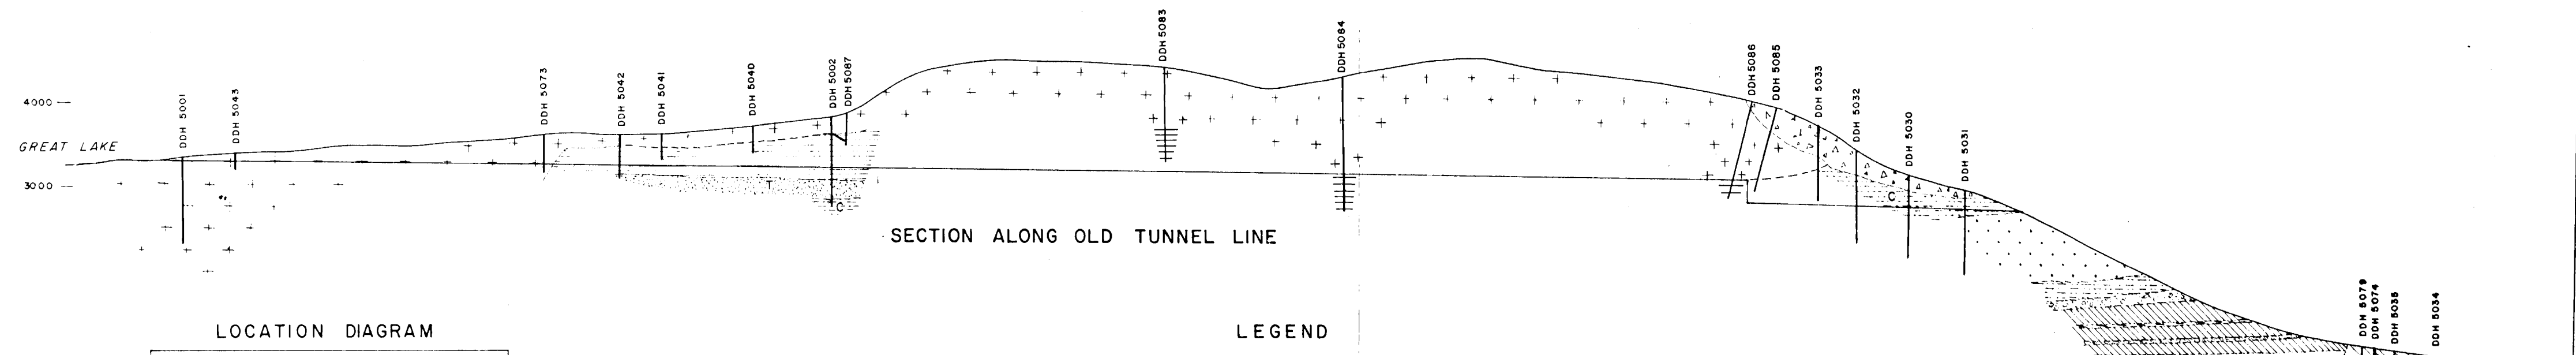 DDH 5083
DDH 5084
DDH 5086
DDH 5085
DDH 5073
DDH 5042
DDH 5041
DDH 5040
DDH 5002
DDH 5087
DDH 5033
DDH 5032
4000
DDH 5001
DDH 5043
DDH 5030
DDH 5031
GREAT LAKE
3000
T
C
C
SECTION ALONG OLD TUNNEL LINE
LOCATION DIAGRAM
LEGEND
DDH 5079
DDH 5074
DDH 5035
DDH 5034